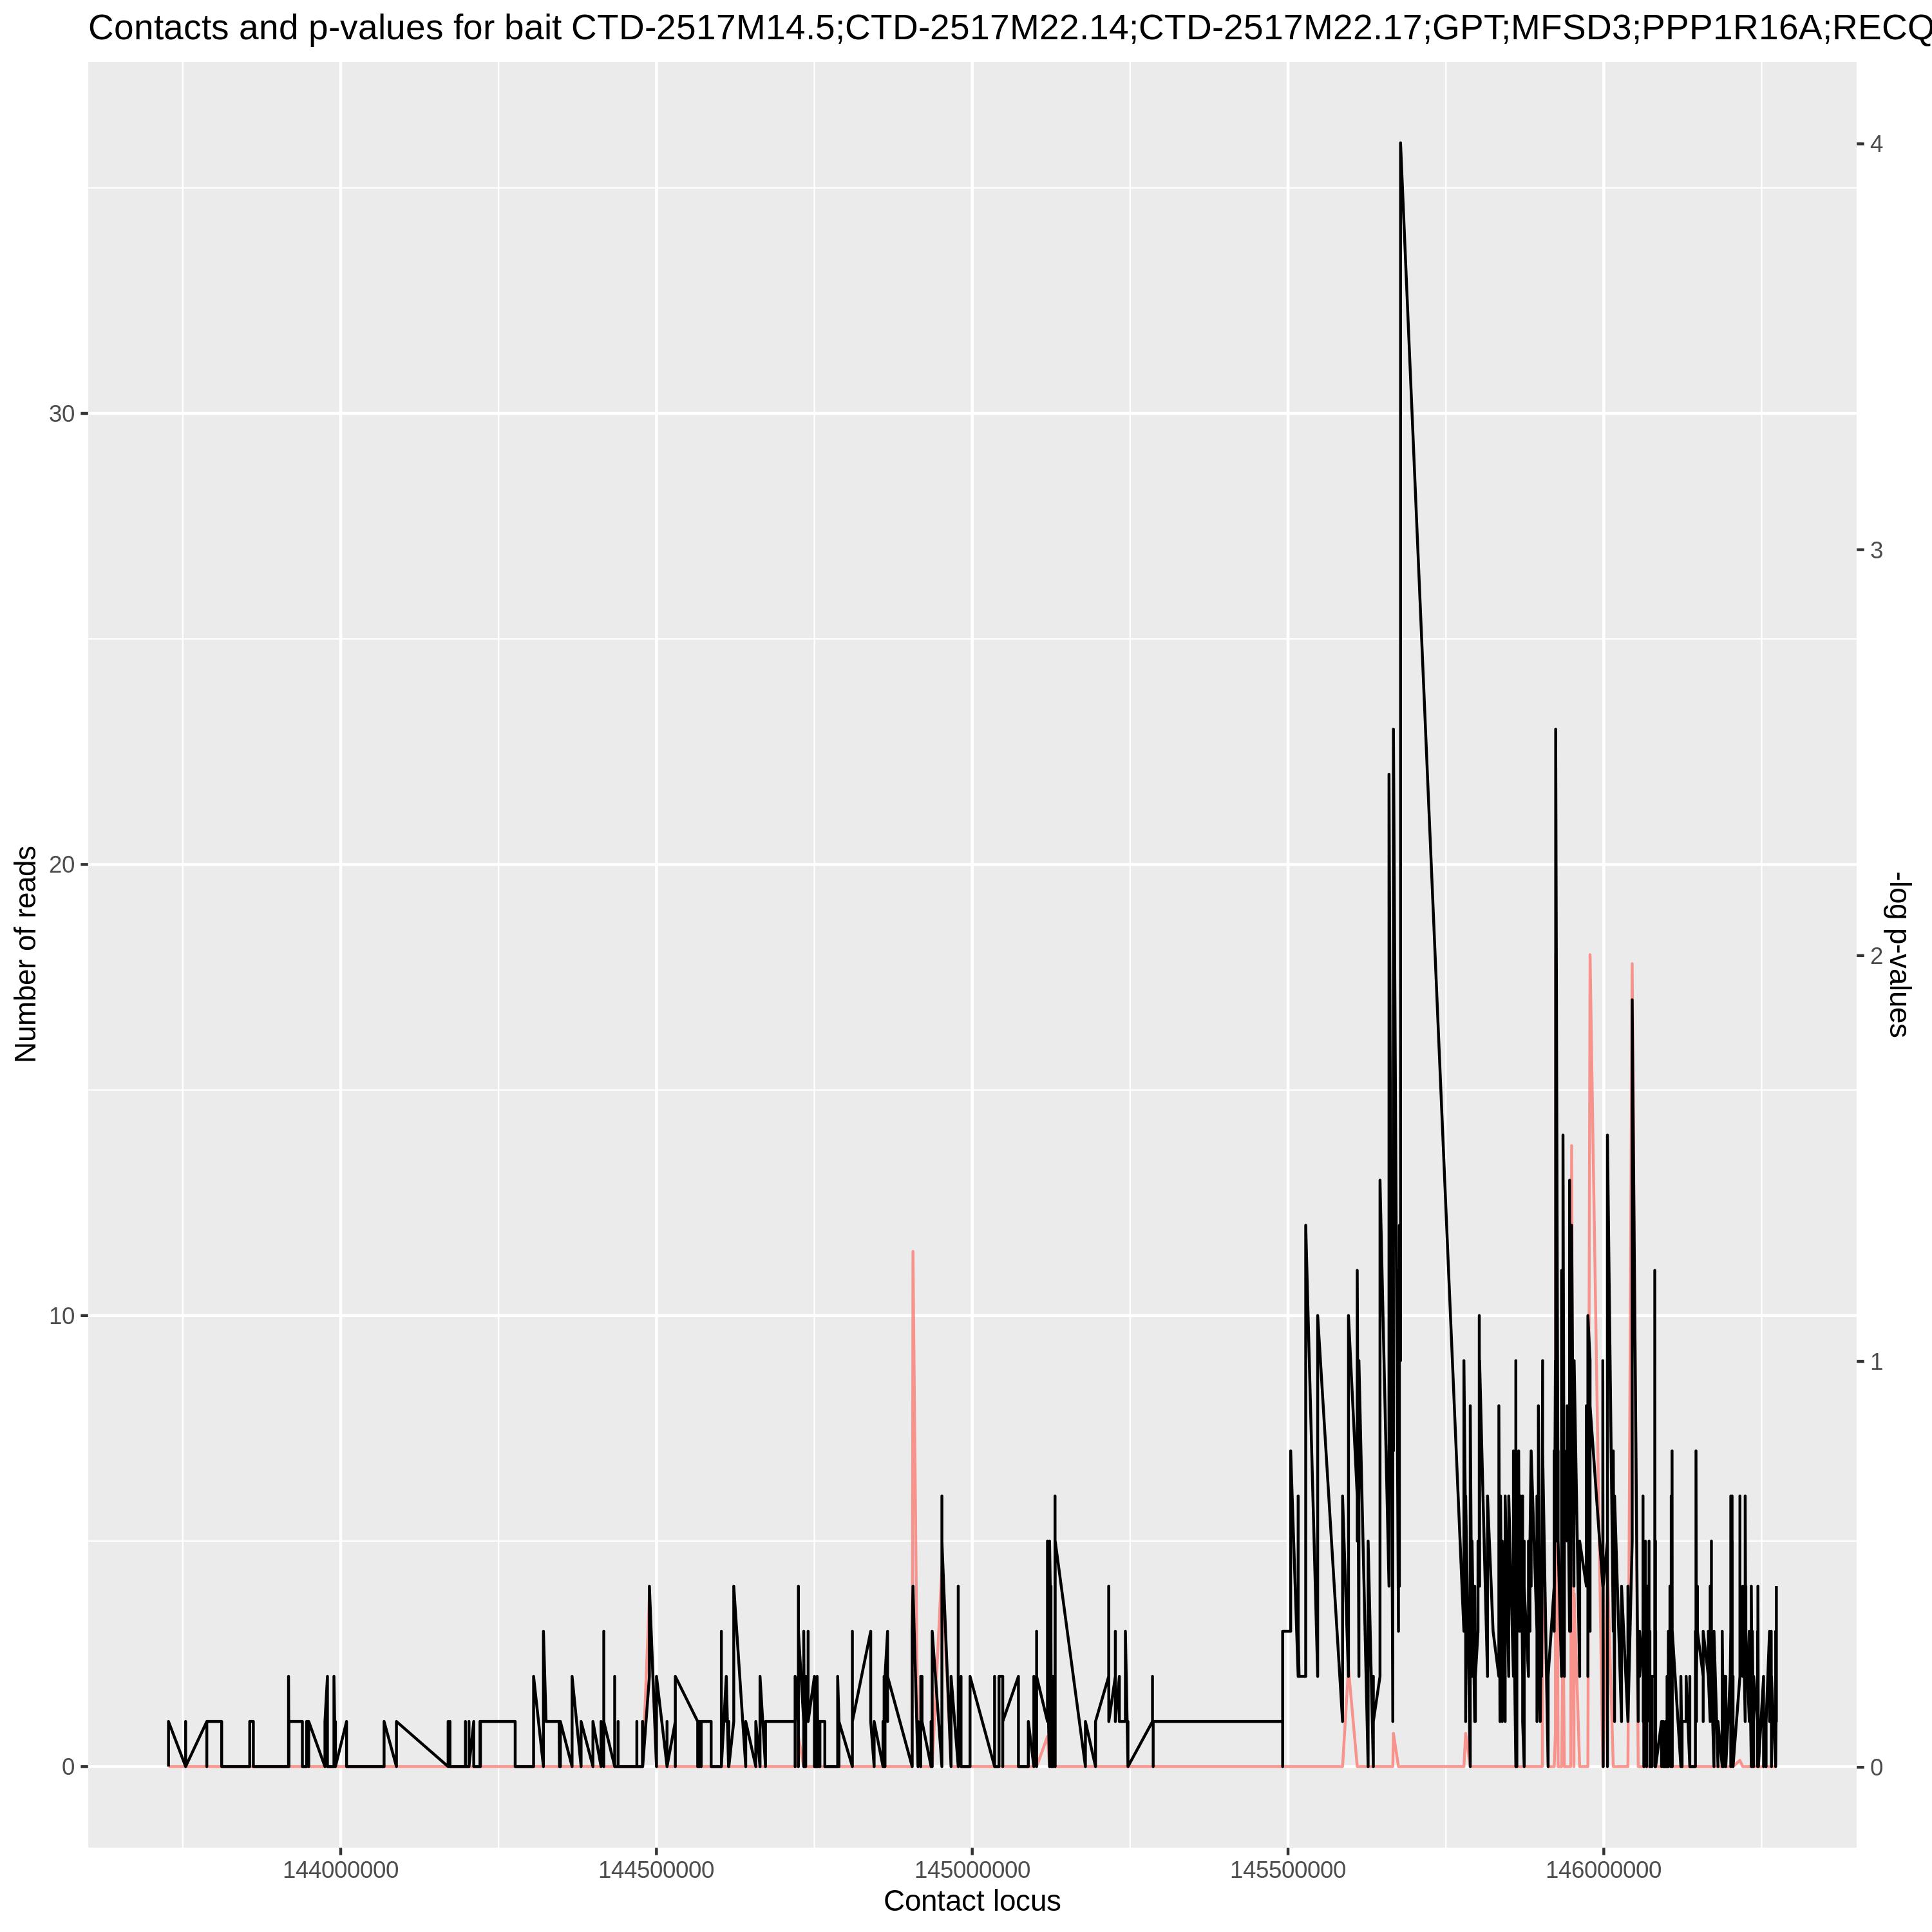 Contacts and p-values for bait CTD-2517M14.5;CTD-2517M22.14;CTD-2517M22.17;GPT;MFSD3;PPP1R16A;RECQ
4
30
3
20
2
10
1
0
0
Number of reads
-log p-values
144000000 144500000 145000000 145500000 146000000
Contact locus